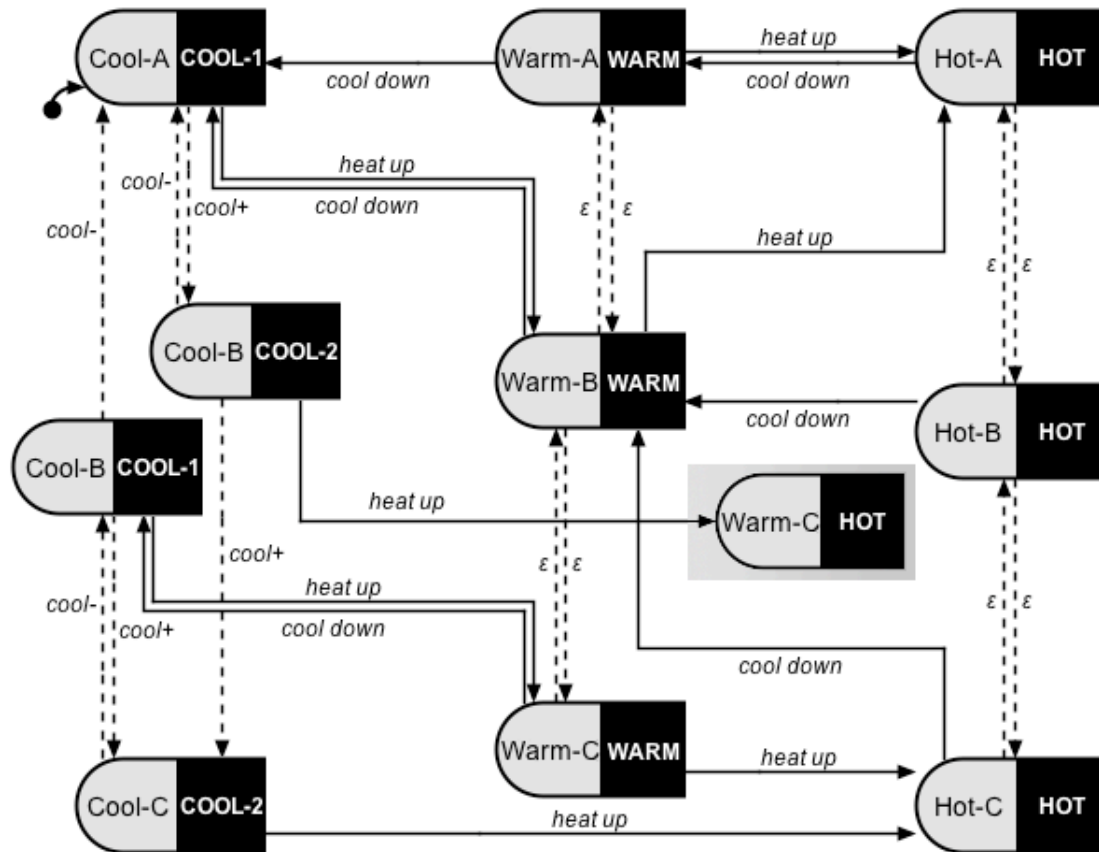 Cool-A COOL-1
Warm-A WARM
Hot-A HOT
heat up
cool down
cool down
heat up
cool down
cool-
cool+
cool-
ε ε
heat up
ε ε
Cool-B COOL-2
Warm-B WARM
cool down
Hot-B HOT
Cool-B COOL-1
heat up
Warm-C HOT
cool+
ε ε
heat up
cool down
cool-
cool+
ε ε
cool down
Warm-C WARM
heat up
Cool-C COOL-2
heat up
Hot-C HOT